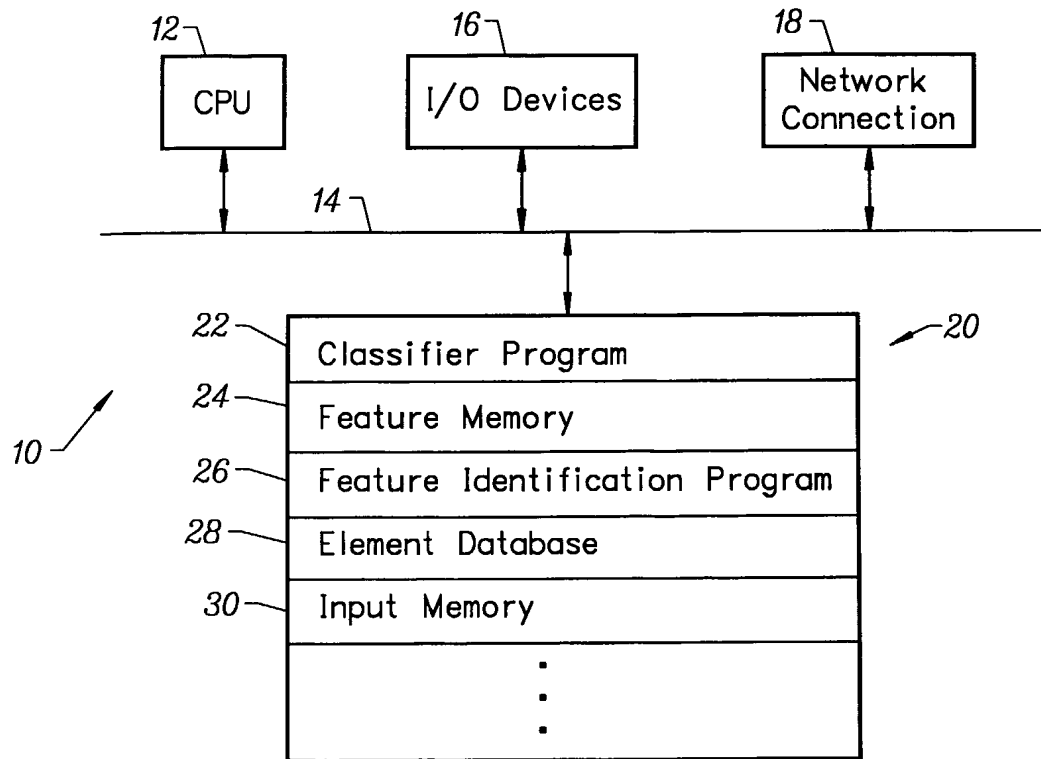 12
16
18
CPU
I/O Devices
Network
Connection
14
22
20
Classifier Program
24
Feature Memory
10
26
Feature Identification Program
28
Element Database
30
Input Memory